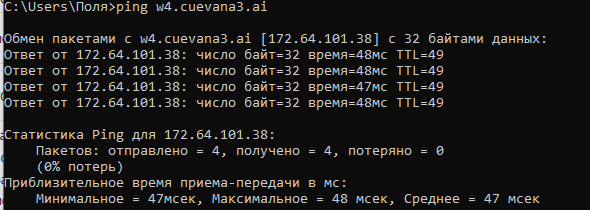 C:\Users\Поля>ping w4.cuevana3.ai
Обмен пакетами с w4.cuevana3.ai [172.64.101.38] с 32 байтами данных:
Ответ от 172.64.101.38: число байт=32 время=48мс TTL=49
Ответ от 172.64.101.38: число байт=32 время=48мс TTL=49
Ответ от 172.64.101.38: число байт=32 время=47мс TTL=49
Ответ от 172.64.101.38: число байт=32 время=48мс TTL=49
Статистика Ping для 172.64.101.38:
    Пакетов: отправлено = 4, получено = 4, потеряно = 0
    (0% потерь)
Приблизительное время приема-передачи в мс:
    Минимальное = 47мсек, Максимальное = 48 мсек, Среднее = 47 мсек